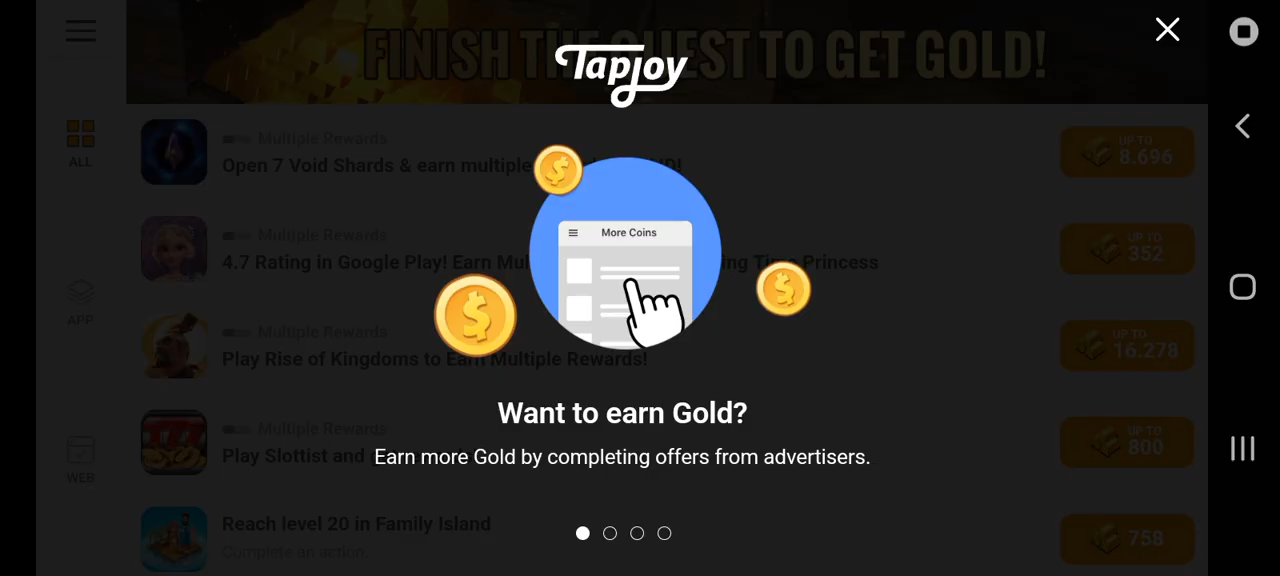 FINISH THE QUEST TO GET GOLD!
Tapjoy
ALL
APP
WEB
Multiple Rewards
Open 7 Void Shards & earn multiple
UP TO
8.696
More Coins
Multiple Rewards
4.7 Rating in Google Play! Earn Mul
ing Time Princess
UP TO
352
Multiple Rewards
Play Rise of Kingdoms to Earn Multiple Rewards!
UP TO
16.278
Want to earn Gold?
Multiple Rewards
Play Slottist and
UP TO
800
Earn more Gold by completing offers from advertisers.
Reach level 20 in Family Island
Complete an action.
758